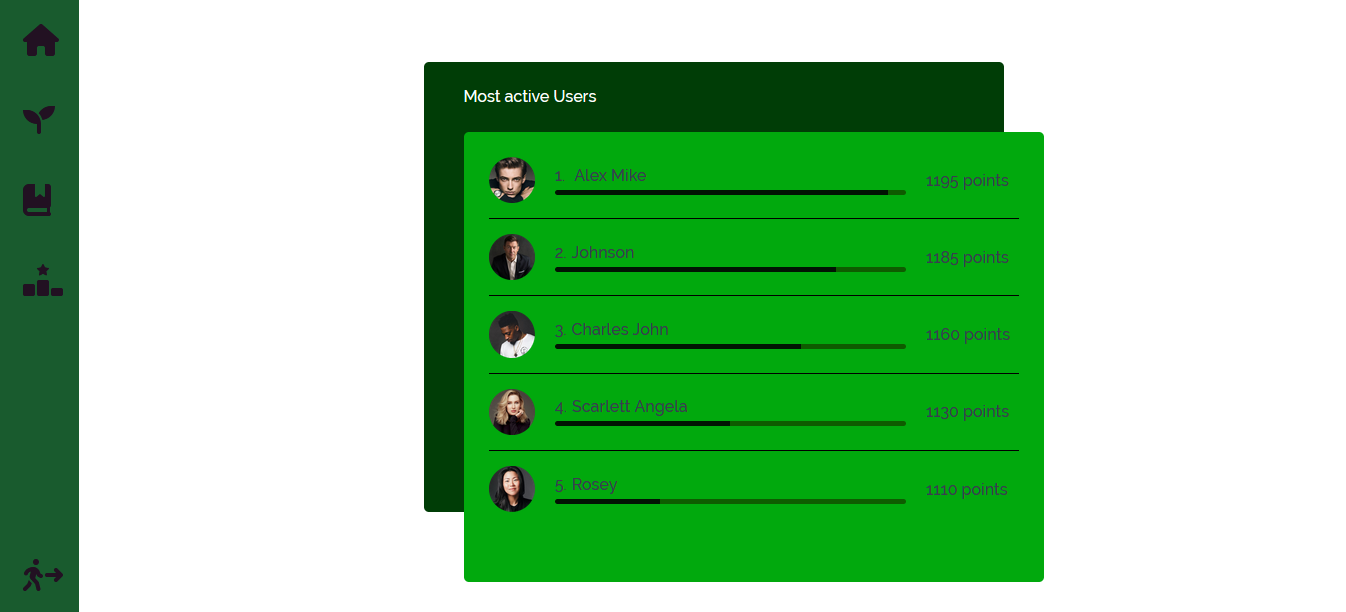 Most active Users
1. Alex Mike
1195 points
2. Johnson
1185 points
3. Charles John
1160 points
4. Scarlett Angela
1130 points
5. Rosey
1110 points